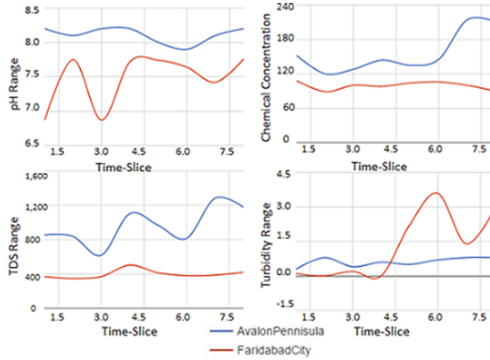 8.5
8.0
7.5
7.0
6.5
pH Range
1.5 3.0 4.5 6.0 7.5
Time-Slice
240
180
120
60
0
Chemical Concentration
1.5 3.0 4.5 6.0 7.5
Time-Slice
1,600
1,200
800
400
0
TDS Range
1.5 3.0 4.5 6.0 7.5
Time-Slice
4.5
3.0
1.5
0.0
-1.5
Turbidity Range
1.5 3.0 4.5 6.0 7.5
Time-Slice
AvalonPennisula
FaridabadCity